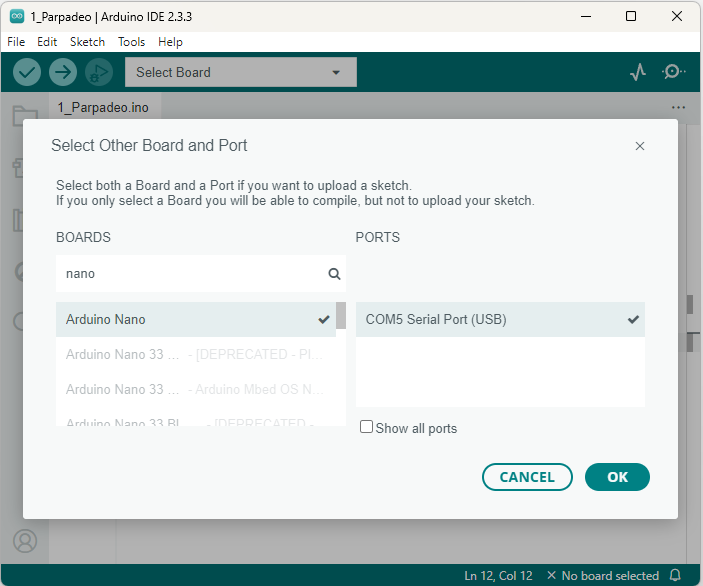 1_Parpadeo | Arduino IDE 2.3.3
File Edit Sketch Tools Help
Select Board
1_Parpadeo.ino
Select Other Board and Port
Select both a Board and a Port if you want to upload a sketch.
If you only select a Board you will be able to compile, but not to upload your sketch.
BOARDS
PORTS
nano
Arduino Nano
COM5 Serial Port (USB)
Arduino Nano 33 ... - [DEPRECATED - Pl...
Arduino Nano 33 ... - Arduino Mbed OS N...
Arduino Nano 33 BI... - [DEPRECATED -
Show all ports
CANCEL
OK
Ln 12, Col 12 × No board selected